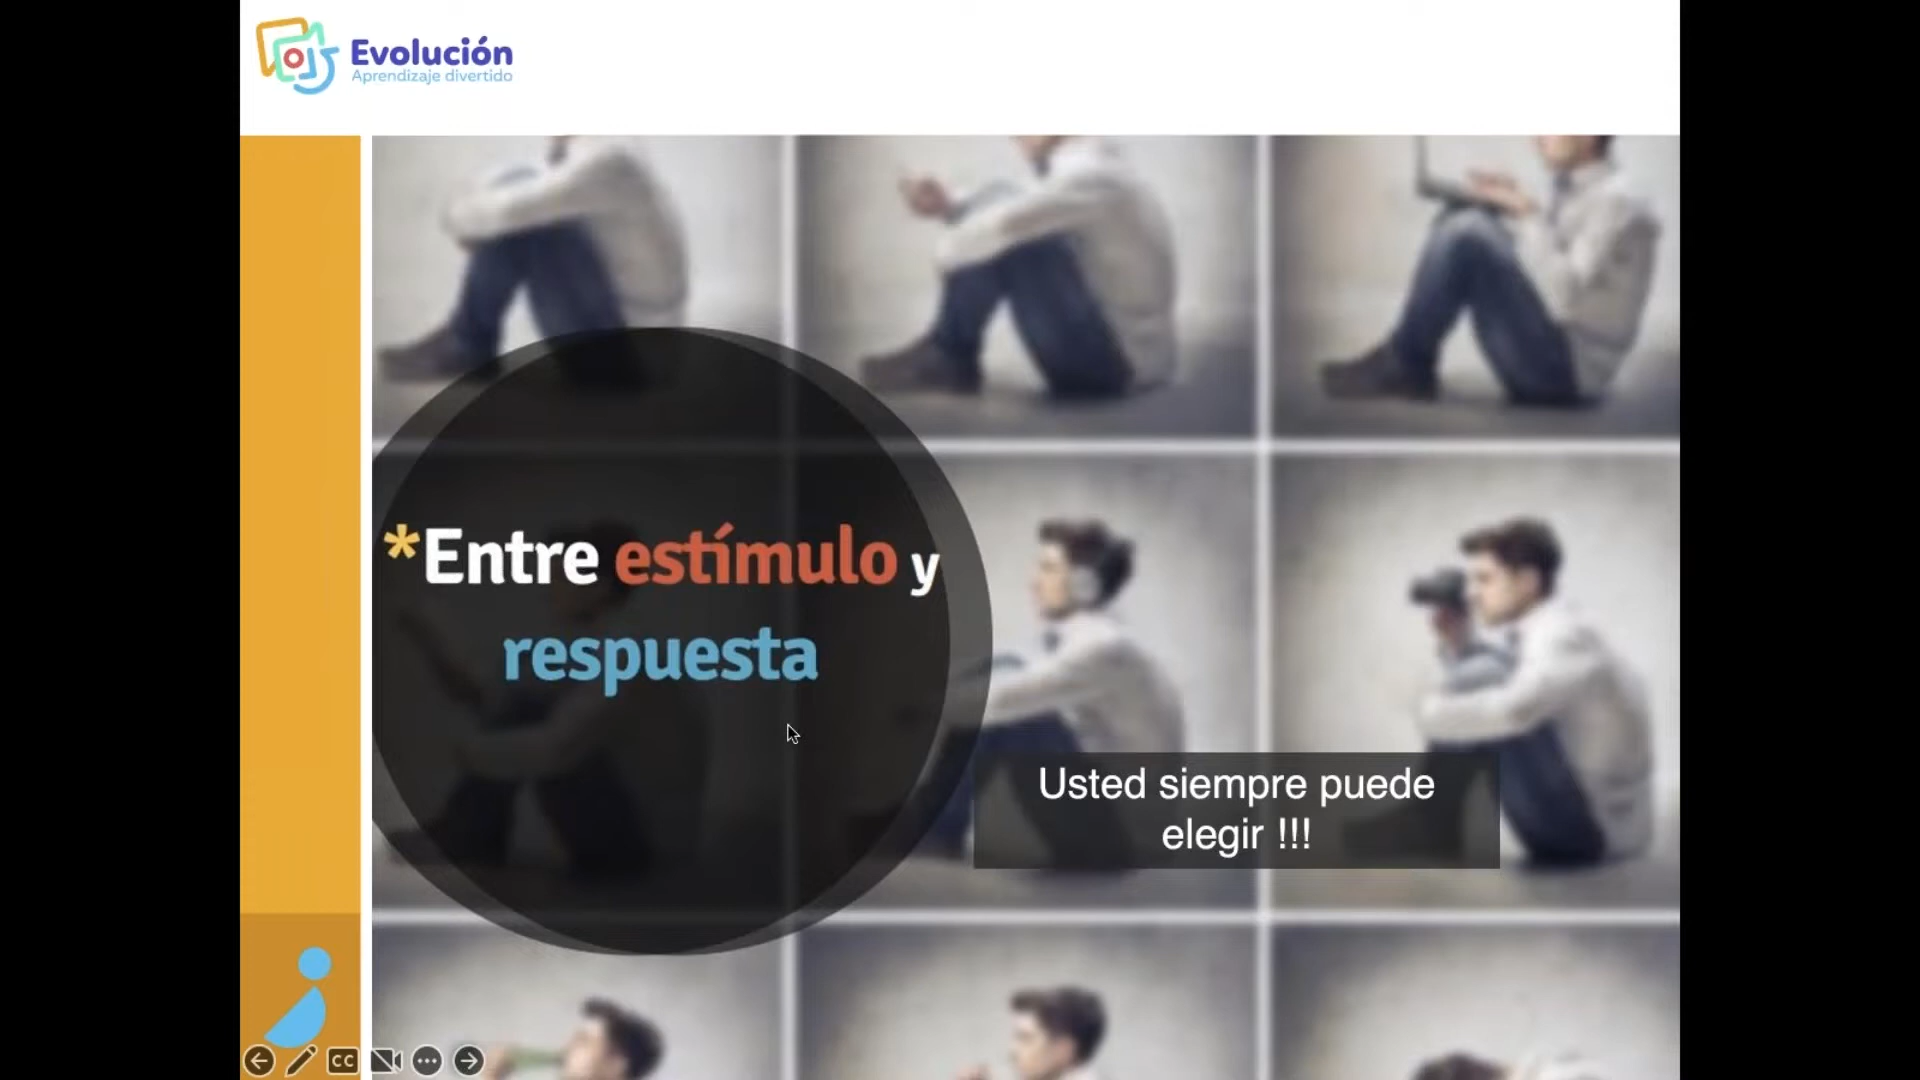 Evolución
Aprendizaje divertido
*Entre estímulo y
respuesta
Usted siempre puede
elegir !!!
CC